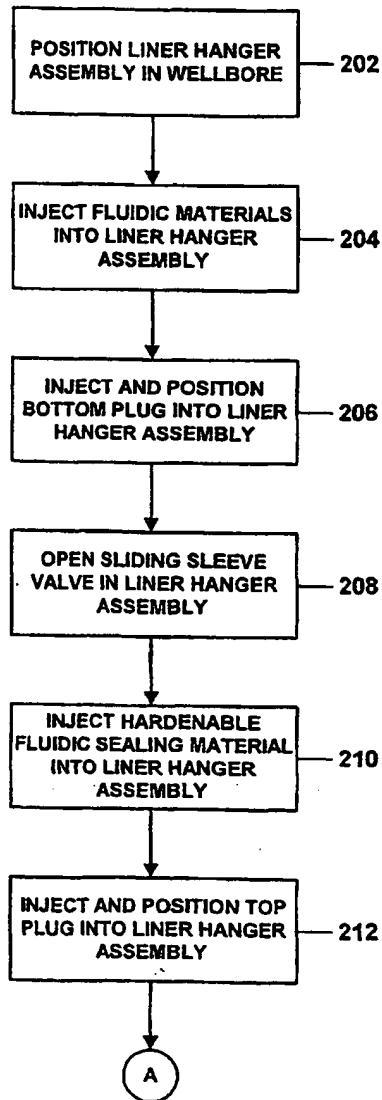 POSITION LINER HANGER
ASSEMBLY IN WELLBORE
202
INJECT FLUIDIC MATERIALS
INTO LINER HANGER
ASSEMBLY
204
INJECT AND POSITION
BOTTOM PLUG INTO LINER
HANGER ASSEMBLY
206
OPEN SLIDING SLEEVE
VALVE IN LINER HANGER
ASSEMBLY
208
INJECT HARDENABLE
FLUIDIC SEALING MATERIAL
INTO LINER HANGER
ASSEMBLY
210
INJECT AND POSITION TOP
PLUG INTO LINER HANGER
ASSEMBLY
212
A